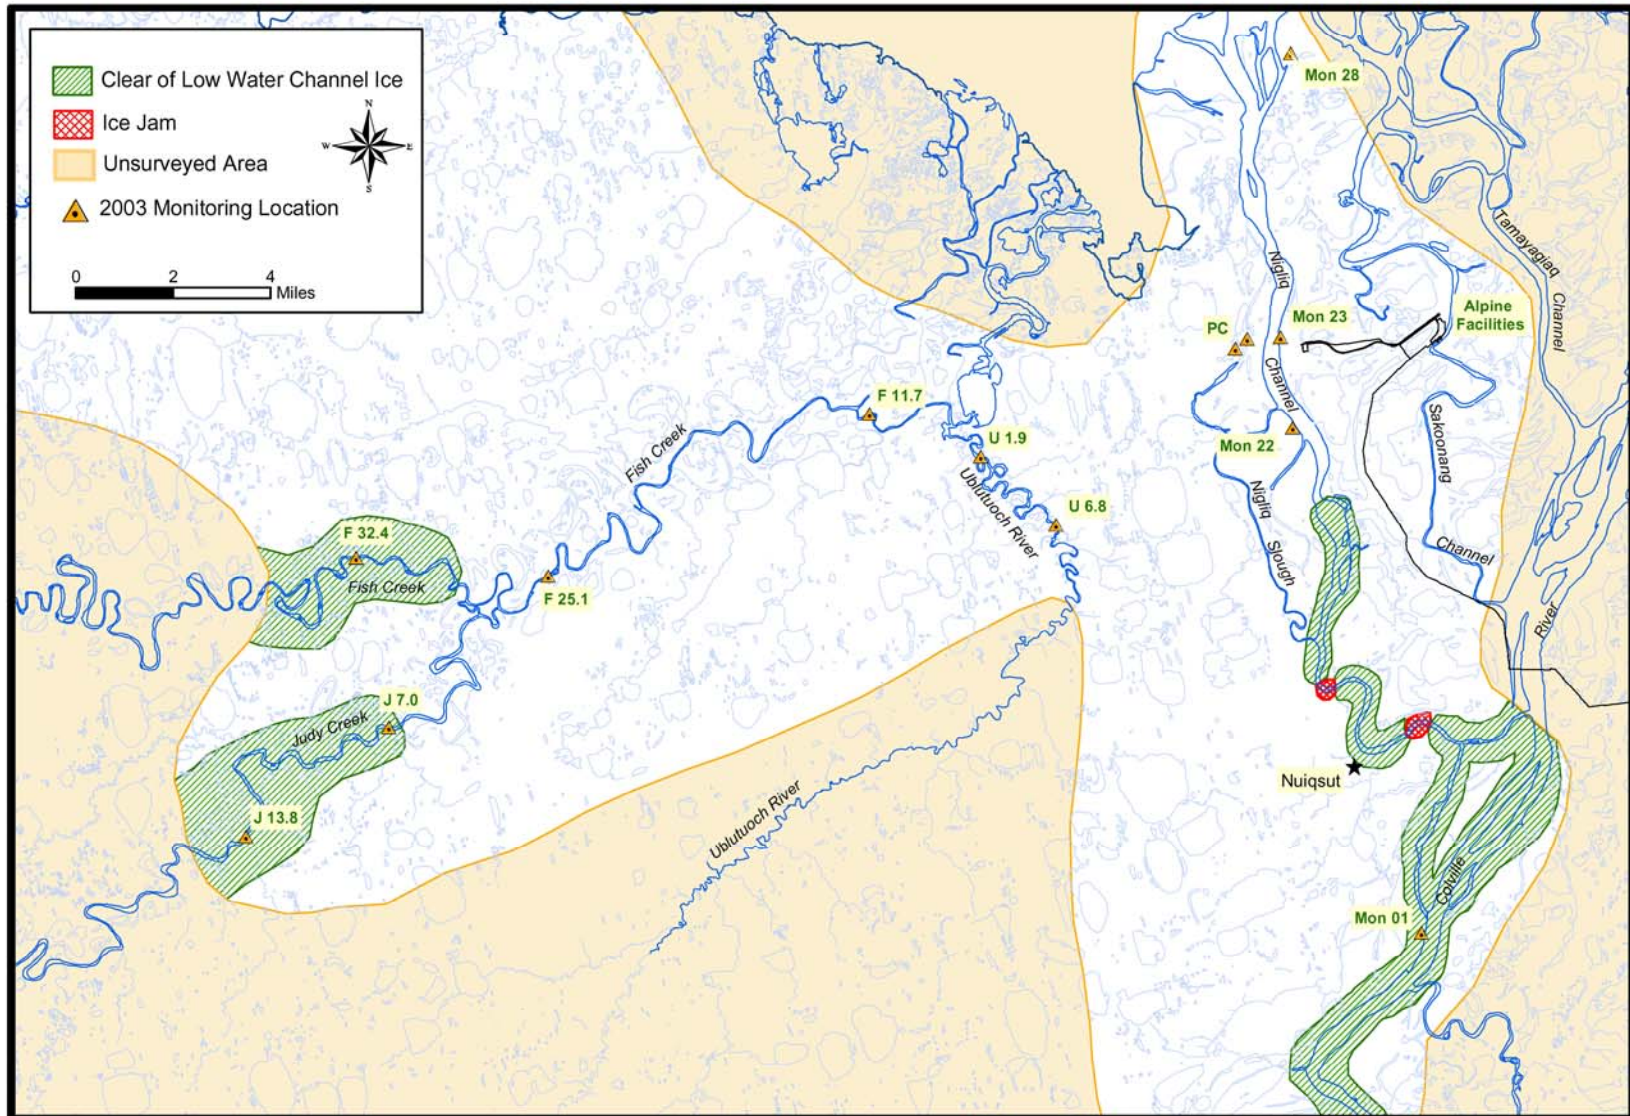 Clear of Low Water Channel Ice
Ice Jam
Unsurveyed Area
2003 Monitoring Location
N
W
E
S
0
2
4
Miles
Mon 28
Tamayagiaq
Channel
Nigliq
Channel
PC
Mon 23
Alpine
Facilities
F 11.7
Fish Creek
U 1.9
Ublutuoch River
Mon 22
Sakoonang
Channel
Nigliq
Slough
U 6.8
F 32.4
Fish Creek
F 25.1
River
J 7.0
Judy Creek
Nuiqsut
J 13.8
Ublutuoch River
Colville
Mon 01